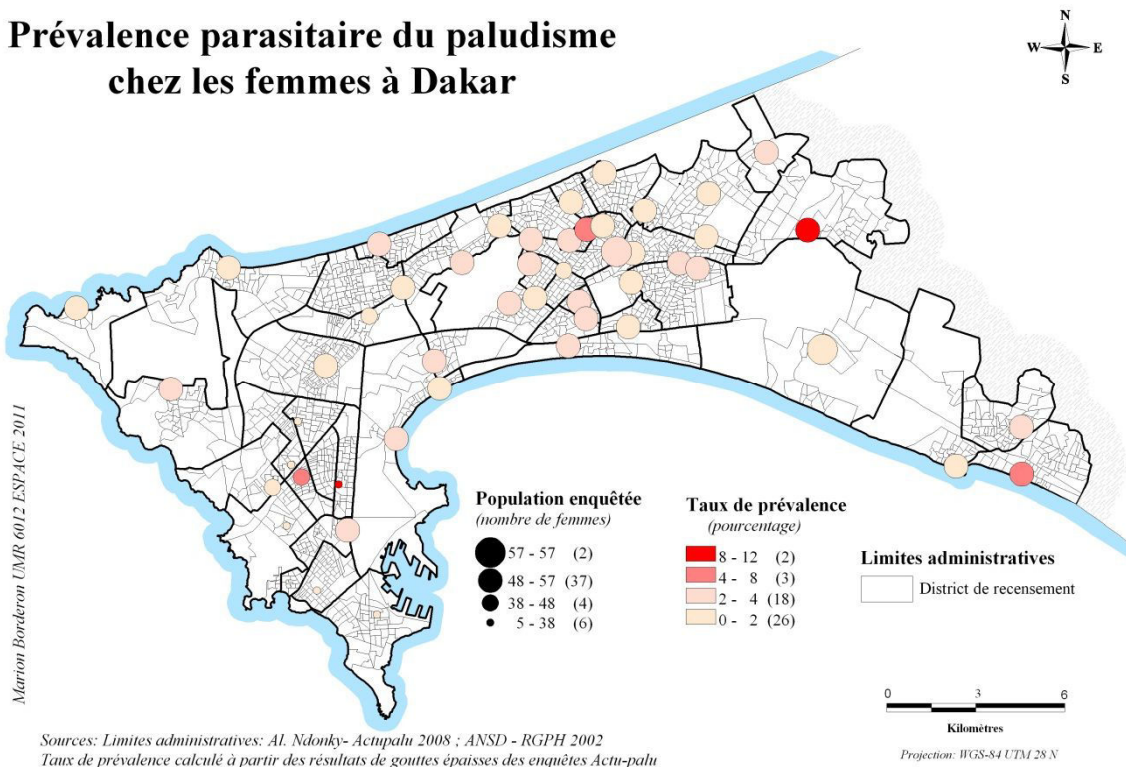 Prévalence parasitaire du paludisme
chez les femmes à Dakar
N
W E
S
Marion Borderon UMR 6012 ESPACE 2011
Population enquêtée
(nombre de femmes)
57 - 57 (2)
48 - 57 (37)
38 - 48 (4)
5 - 38 (6)
Taux de prévalence
(pourcentage)
8 - 12 (2)
4 - 8 (3)
2 - 4 (18)
0 - 2 (26)
Limites administratives
District de recensement
0 3 6
Kilomètres
Projection: WGS-84 UTM 28 N
Sources: Limites administratives: Al. Ndonky- Actupalu 2008 ; ANSD - RGPH 2002
Taux de prévalence calculé à partir des résultats de gouttes épaisses des enquêtes Actu-palu